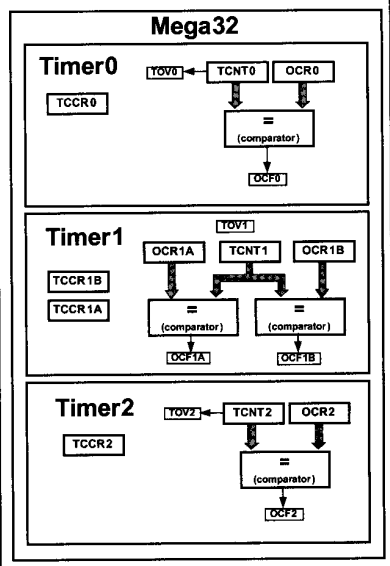 Mega32
Timer0
TOV0 TCNT0 OCR0
TCCR0
=
(comparator)
OCF0
Timer1
TOV1
OCR1A TCNT1 OCR1B
TCCR1B
TCCR1A
= =
(comparator) (comparator)
OCF1A OCF1B
Timer2
TOV2 TCNT2 OCR2
TCCR2
=
(comparator)
OCF2